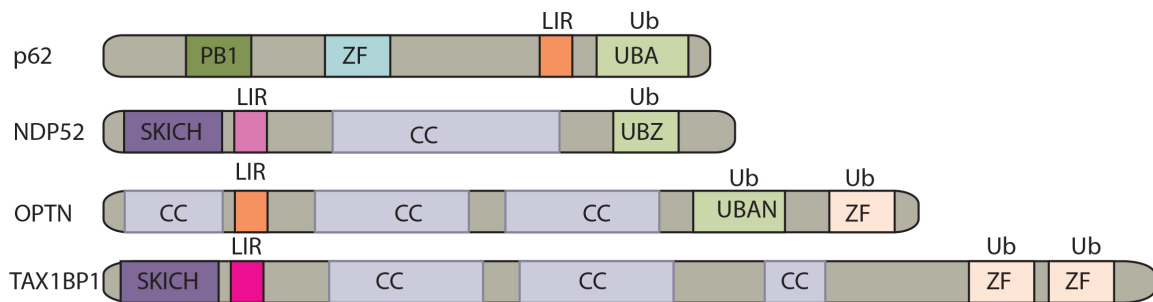 LIR Ub
p62 PB1 ZF UBA
LIR Ub
NDP52 SKICH CC UBZ
Ub Ub
OPTN CC CC CC UBAN ZF
LIR Ub Ub
TAX1BP1 SKICH CC CC CC ZF ZF